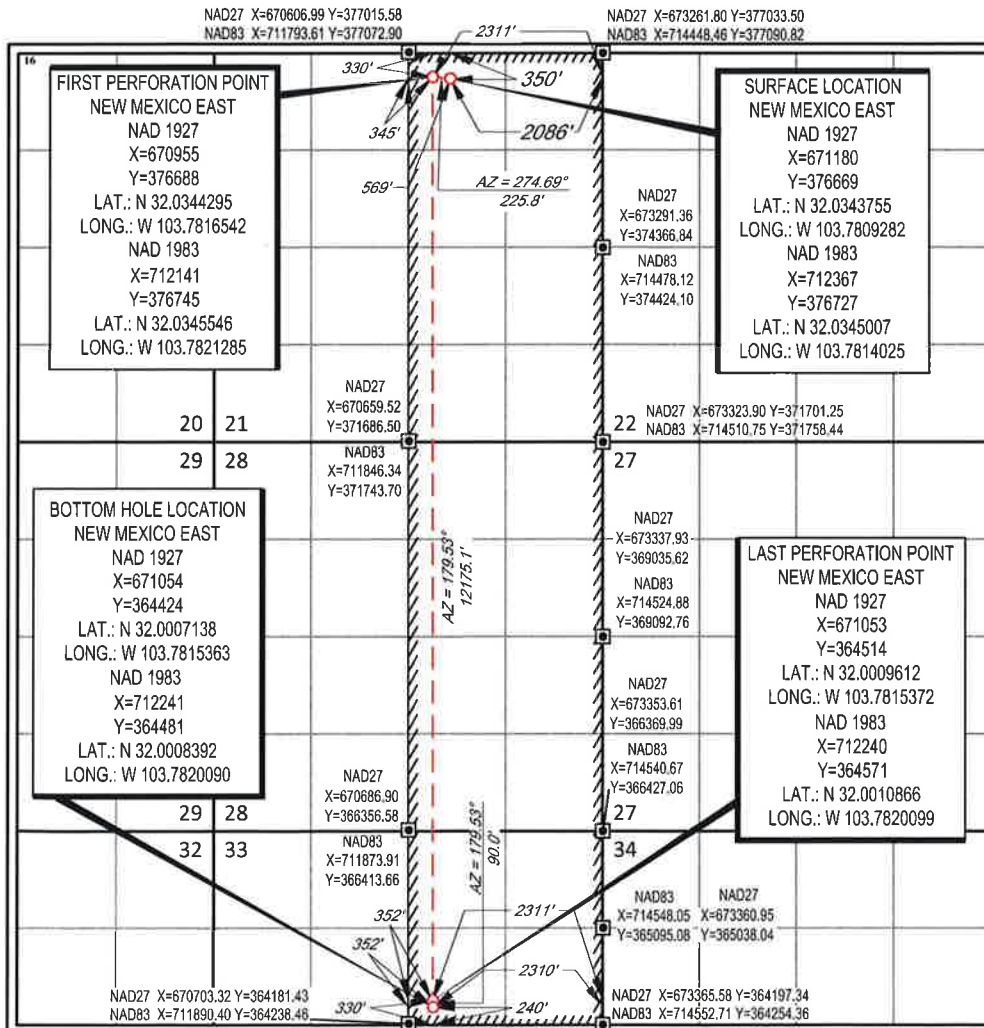 NAD27 X=670606.99 Y=377015.58
NAD83 X=711793.61 Y=377072.90
2311'
NAD27 X=673261.80 Y=377033.50
NAD83 X=714448.46 Y=377090.82
16
330'
350'
345'
2086'
569'
AZ = 274.69°
225.8'
FIRST PERFORATION POINT
NEW MEXICO EAST
NAD 1927
X=670955
Y=376688
LAT.: N 32.0344295
LONG.: W 103.7816542
NAD 1983
X=712141
Y=376745
LAT.: N 32.0345546
LONG.: W 103.7821285
SURFACE LOCATION
NEW MEXICO EAST
NAD 1927
X=671180
Y=376669
LAT.: N 32.0343755
LONG.: W 103.7809282
NAD 1983
X=712367
Y=376727
LAT.: N 32.0345007
LONG.: W 103.7814025
NAD27
X=673291.36
Y=374366.84
NAD83
X=714478.12
Y=374424.10
20 21
29 28
NAD27
X=670659.52
Y=371686.50
NAD83
X=711846.34
Y=371743.70
22
27
NAD27 X=673323.90 Y=371701.25
NAD83 X=714510.75 Y=371758.44
BOTTOM HOLE LOCATION
NEW MEXICO EAST
NAD 1927
X=671054
Y=364424
LAT.: N 32.0007138
LONG.: W 103.7815363
NAD 1983
X=712241
Y=364481
LAT.: N 32.0008392
LONG.: W 103.7820090
AZ = 179.53°
12175.1'
NAD27
X=673337.93
Y=369035.62
NAD83
X=714524.88
Y=369092.76
LAST PERFORATION POINT
NEW MEXICO EAST
NAD 1927
X=671053
Y=364514
LAT.: N 32.0009612
LONG.: W 103.7815372
NAD 1983
X=712240
Y=364571
LAT.: N 32.0010866
LONG.: W 103.7820099
NAD27
X=673353.61
Y=366369.99
NAD83
X=714540.67
Y=366427.06
29 28
32 33
NAD27
X=670686.90
Y=366356.58
NAD83
X=711873.91
Y=366413.66
27
34
AZ = 179.53°
90.0'
352'
2311'
NAD83 NAD27
X=714548.05 X=673360.95
Y=365095.08 Y=365038.04
352'
2310'
330'
240'
NAD27 X=670703.32 Y=364181.43
NAD83 X=711890.40 Y=364238.46
NAD27 X=673365.58 Y=364197.34
NAD83 X=714552.71 Y=364254.36